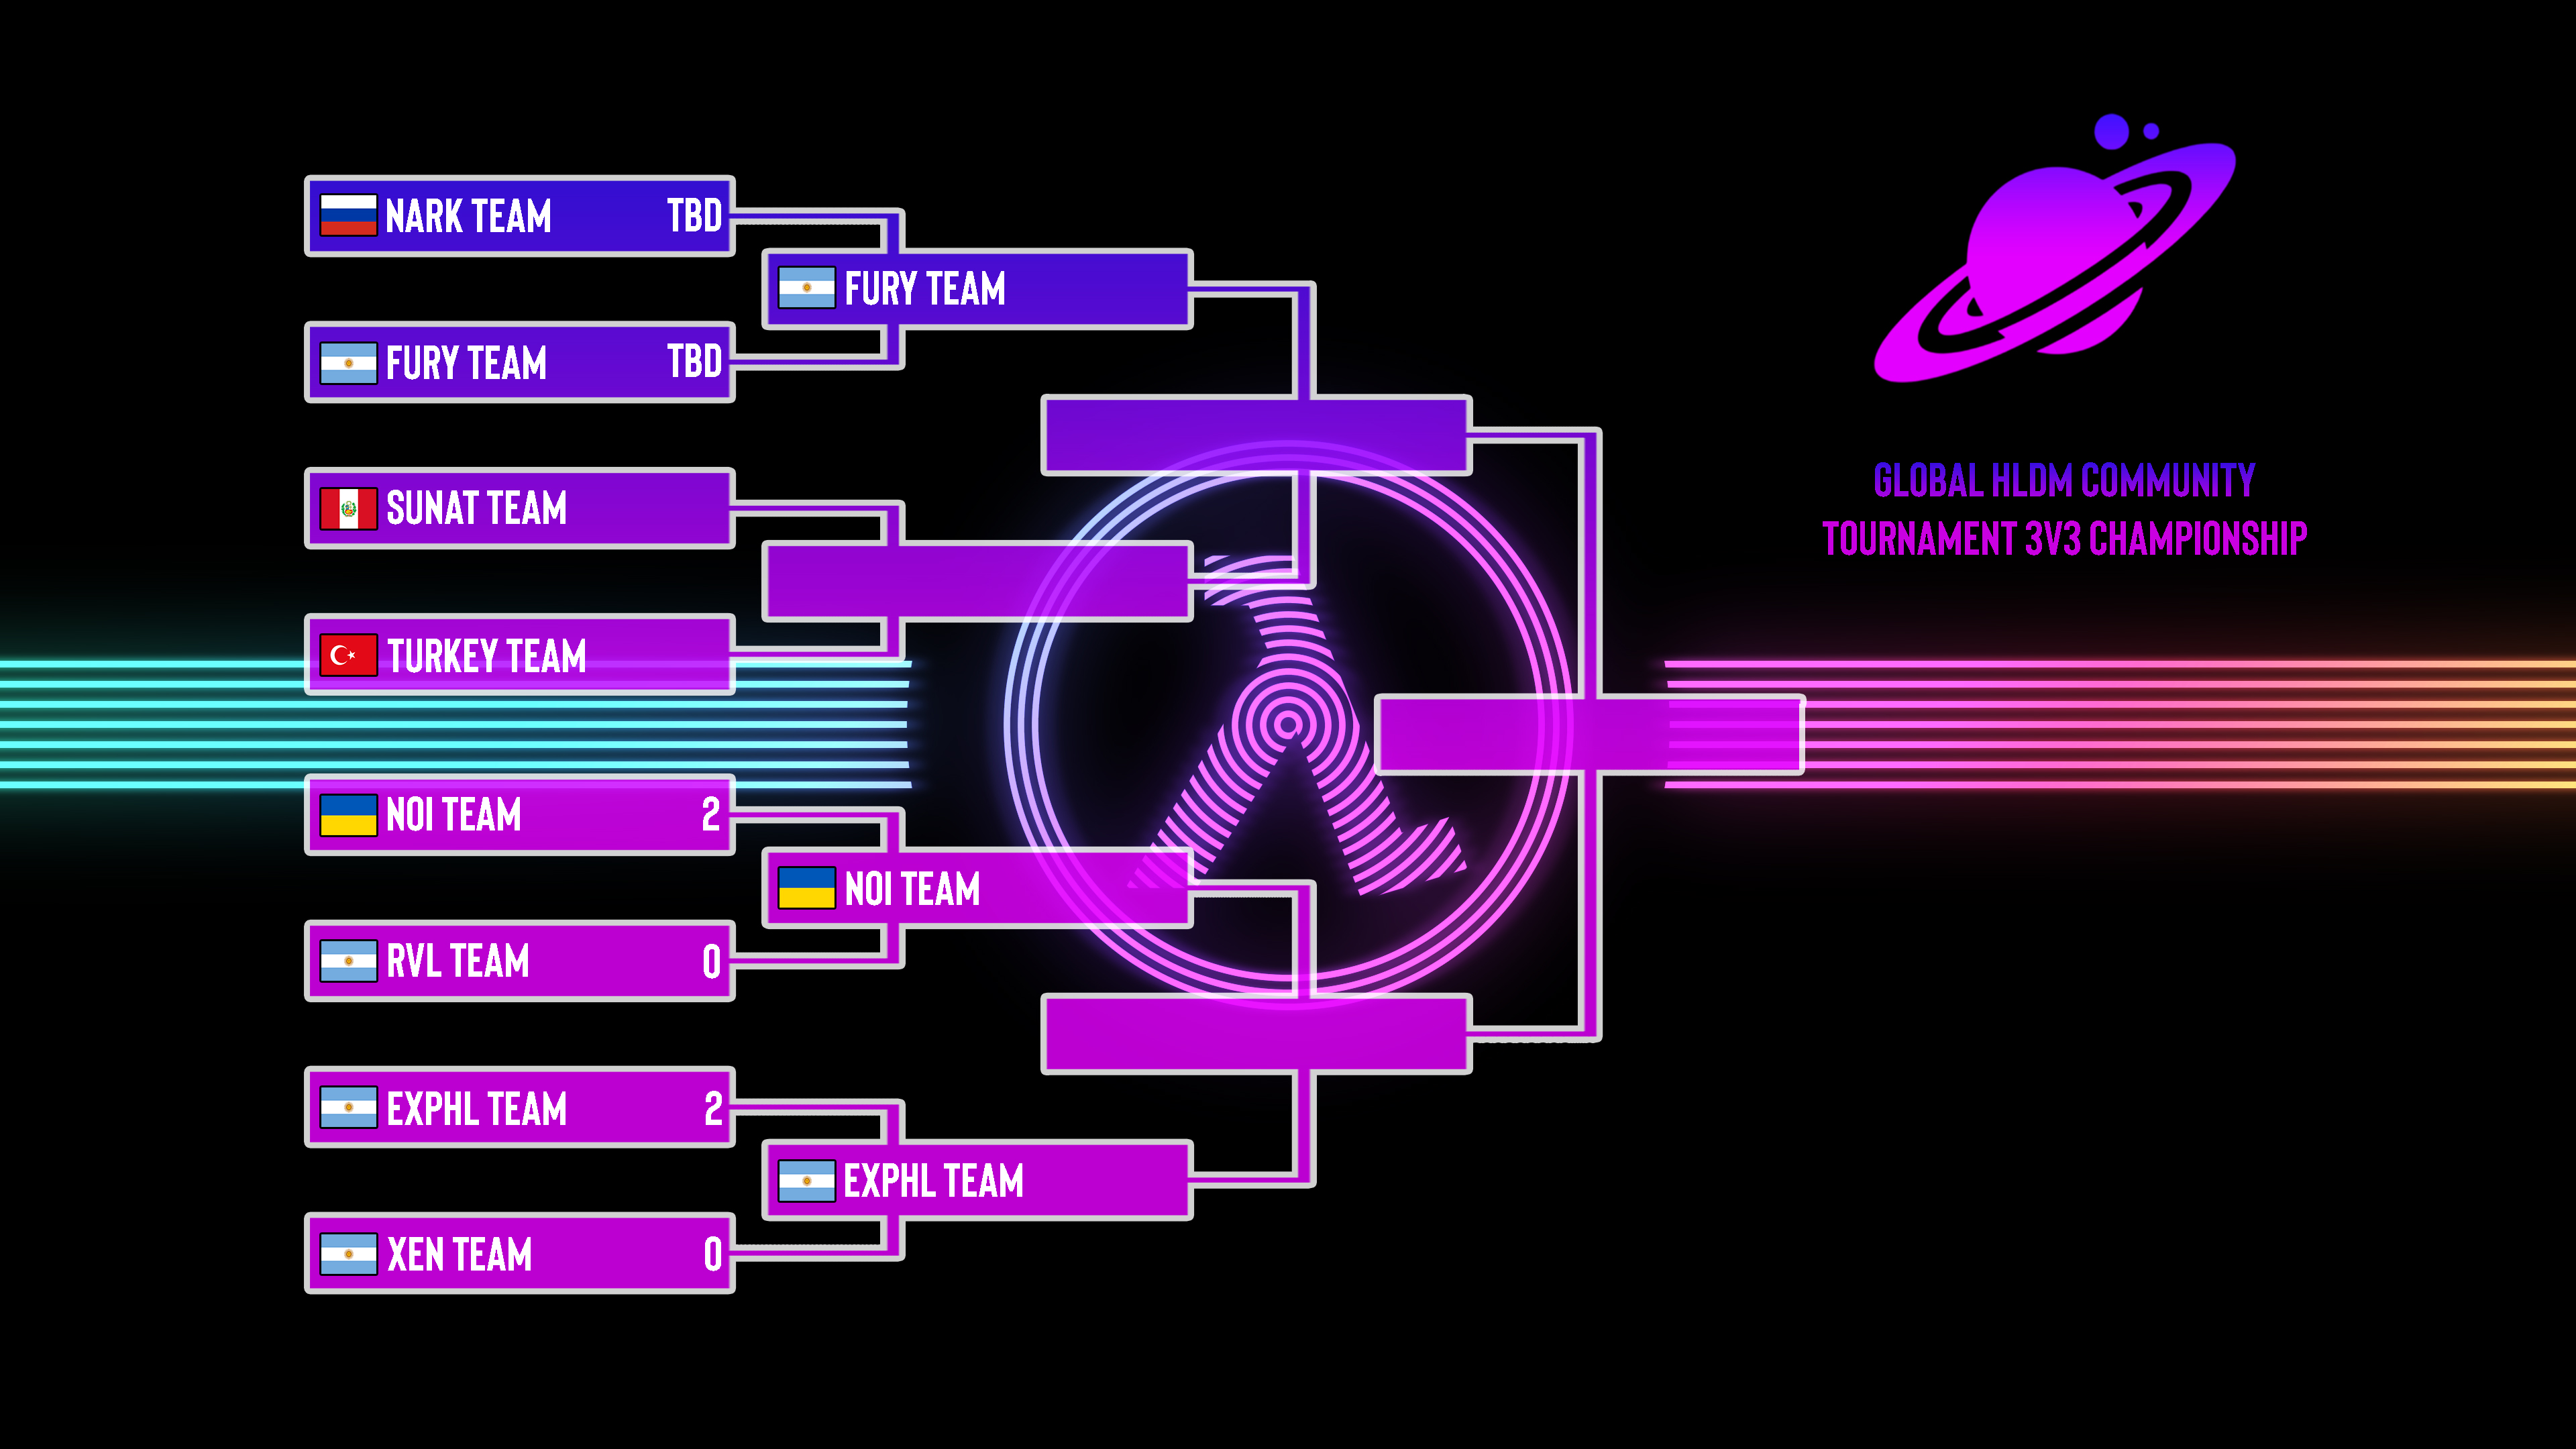 NARK TEAM TBD
FURY TEAM
FURY TEAM TBD
SUNAT TEAM
TURKEY TEAM
NOI TEAM 2
NOI TEAM
RVL TEAM 0
EXPHL TEAM 2
EXPHL TEAM
XEN TEAM 0
GLOBAL HLDM COMMUNITY
TOURNAMENT 3V3 CHAMPIONSHIP